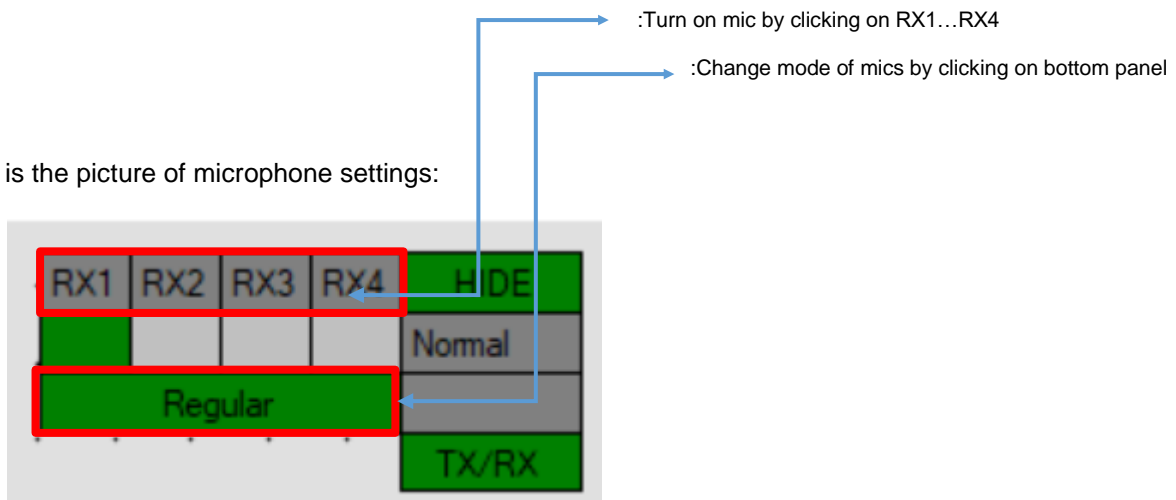 :Turn on mic by clicking on RX1…RX4
:Change mode of mics by clicking on bottom panel
is the picture of microphone settings:
RX1 RX2 RX3 RX4 HIDE
Normal
Regular
TX/RX